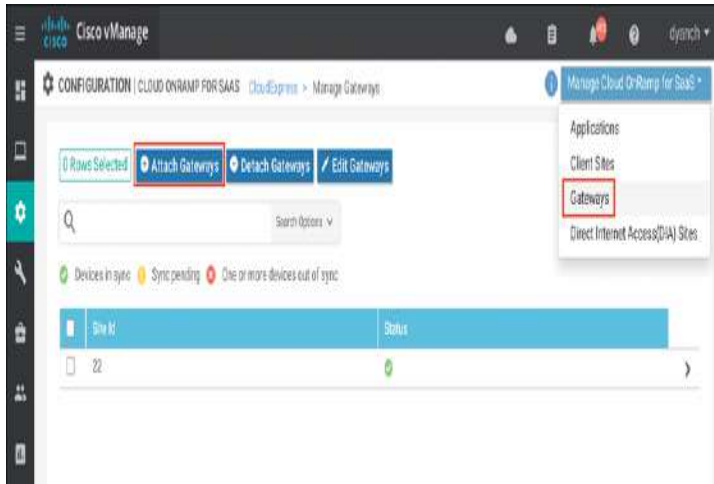 cisco Cisco vManage
dyanch
CONFIGURATION | CLOUD ONRAMP FOR SAAS CloudExpress > Manage Gateways
Manage Cloud OnRamp for SaaS
Applications
Client Sites
Gateways
Direct Internet Access(DIA) Sites
0 Rows Selected Attach Gateways Detach Gateways Edit Gateways
Search Options
Devices in sync Sync pending One or more devices out of sync
Site Id Status
22